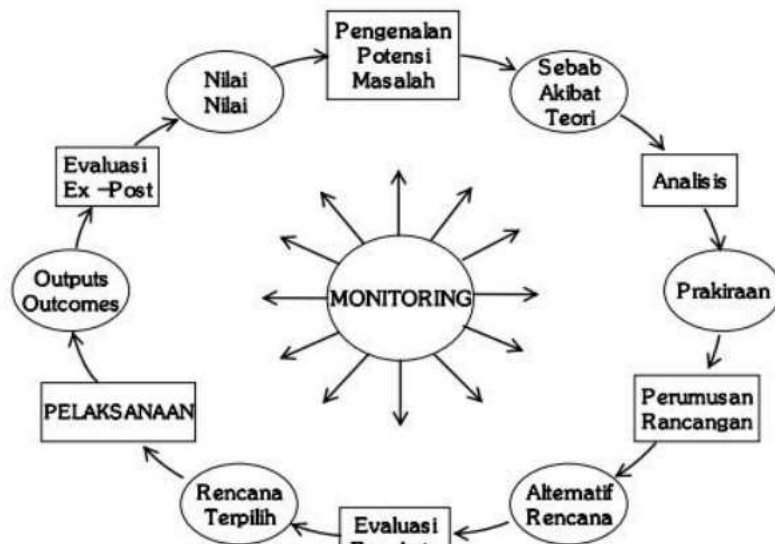 Pengenalan
Potensi
Masalah
Sebab
Akibat
Teori
Analisis
Prakiraan
Perumusan
Rancangan
Alternatif
Rencana
Evaluasi
Rencana
Terpilih
PELAKSANAAN
Outputs
Outcomes
Evaluasi
Ex -Post
Nilai
Nilai
MONITORING